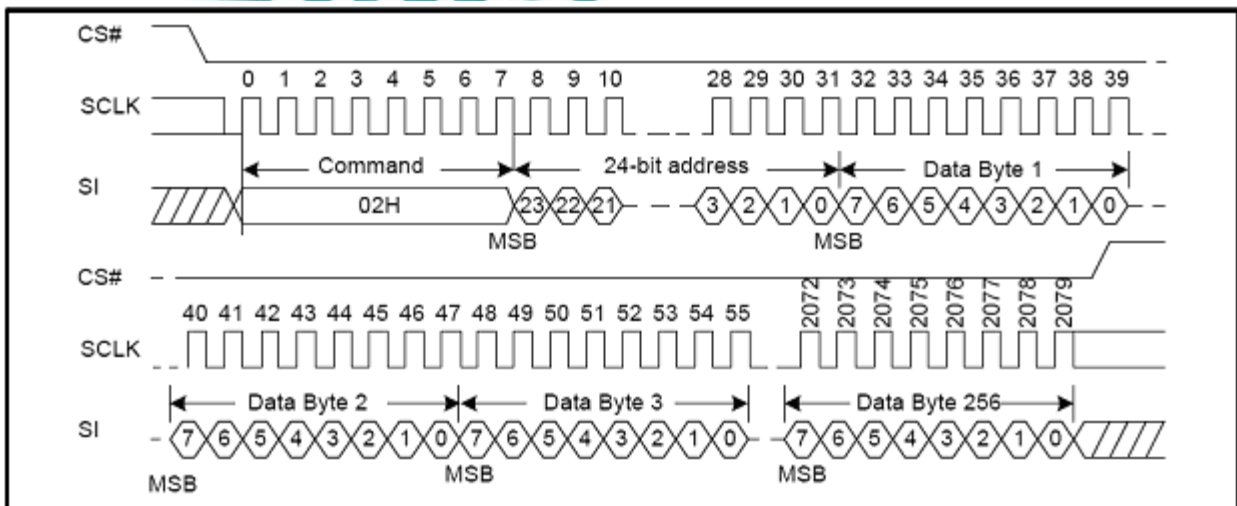 CS#
0 1 2 3 4 5 6 7 8 9 10 28 29 30 31 32 33 34 35 36 37 38 39
SCLK
Command 24-bit address Data Byte 1
SI
02H 23 22 21 3 2 1 0 7 6 5 4 3 2 1 0
MSB MSB
CS#
40 41 42 43 44 45 46 47 48 49 50 51 52 53 54 55 2072 2073 2074 2075 2076 2077 2078 2079
SCLK
Data Byte 2 Data Byte 3 Data Byte 256
SI
7 6 5 4 3 2 1 0 7 6 5 4 3 2 1 0 7 6 5 4 3 2 1 0
MSB MSB MSB